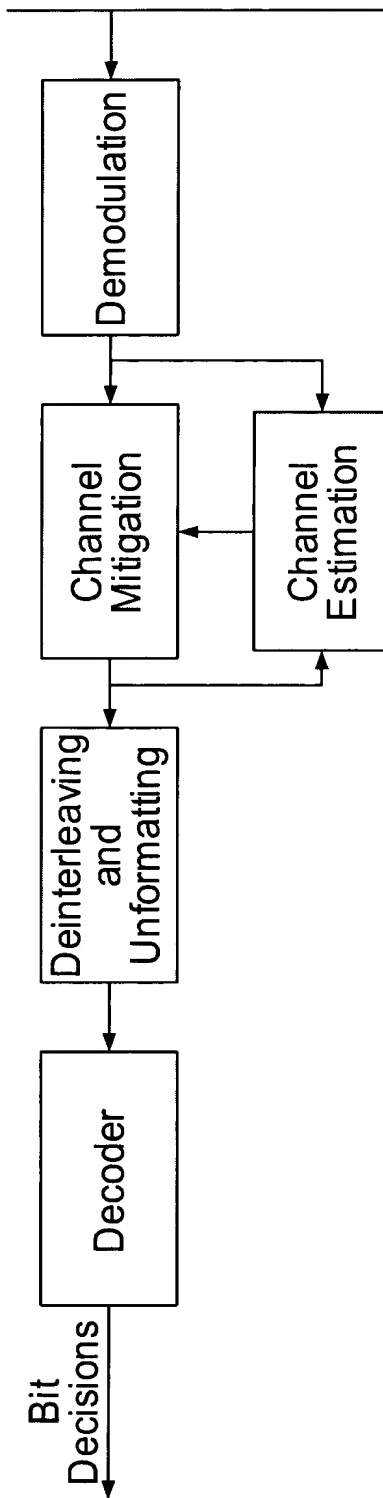 Demodulation
Channel
Mitigation
Channel
Estimation
Deinterleaving
and
Unformatting
Decoder
Bit
Decisions